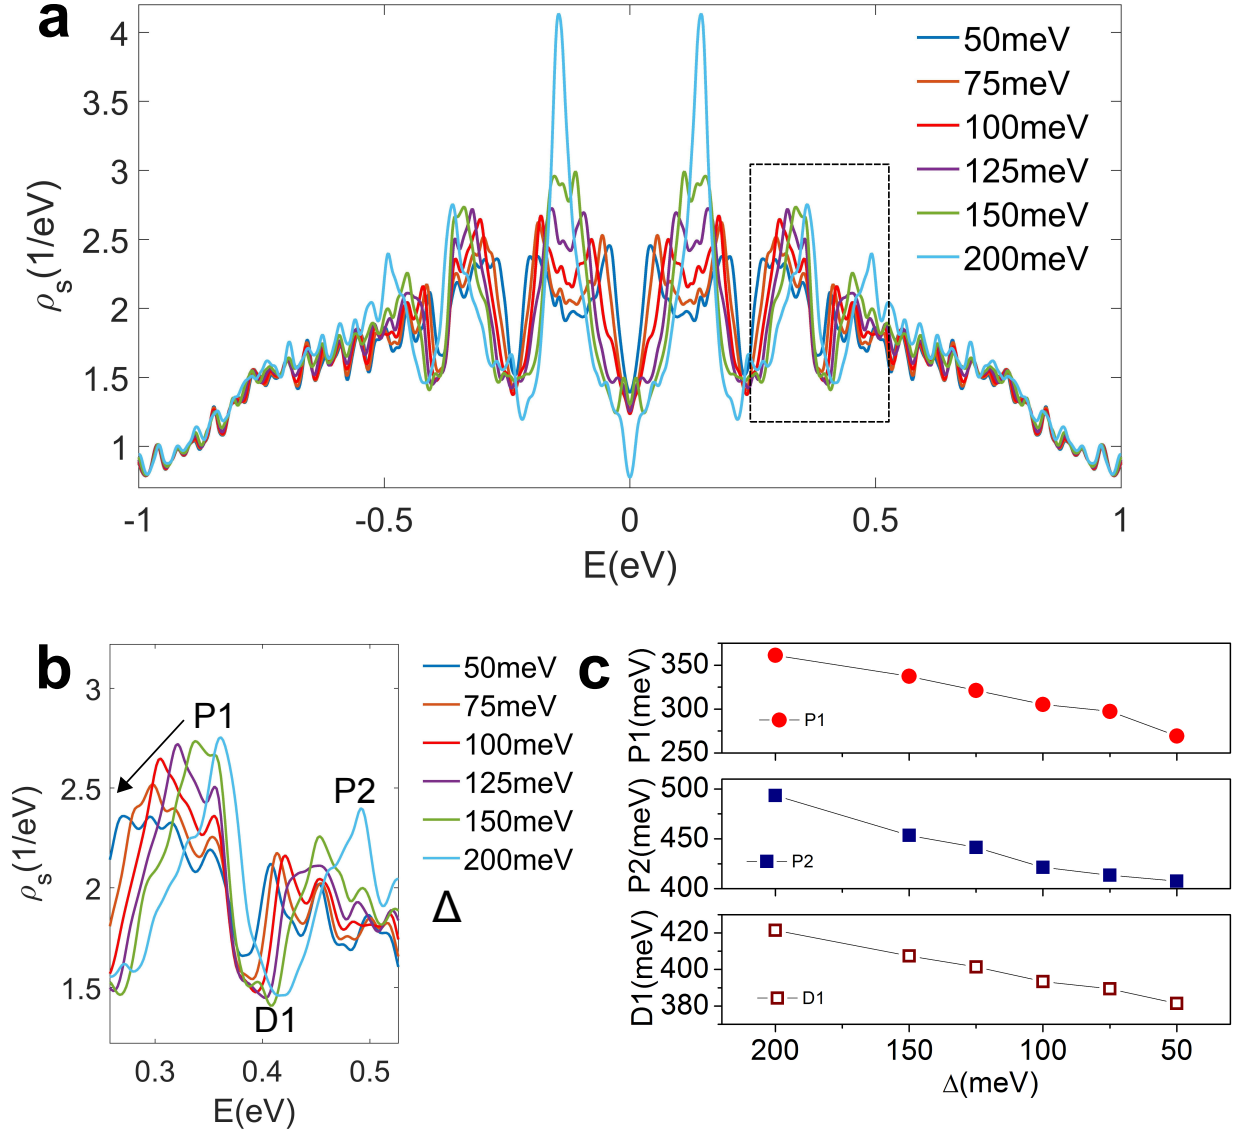 a
4
3.5
3
2.5
2
1.5
1
ρs(1/eV)
50meV
75meV
100meV
125meV
150meV
200meV
-1
-0.5
0
0.5
1
E(eV)
b
3
2.5
2
1.5
ρs(1/eV)
P1
P2
D1
0.3
0.4
0.5
E(eV)
50meV
75meV
100meV
125meV
150meV
200meV
Δ
c
P1(meV)
350
300
250
P1
P2(meV)
500
450
400
P2
D1(meV)
420
400
380
D1
200
150
100
50
Δ(meV)